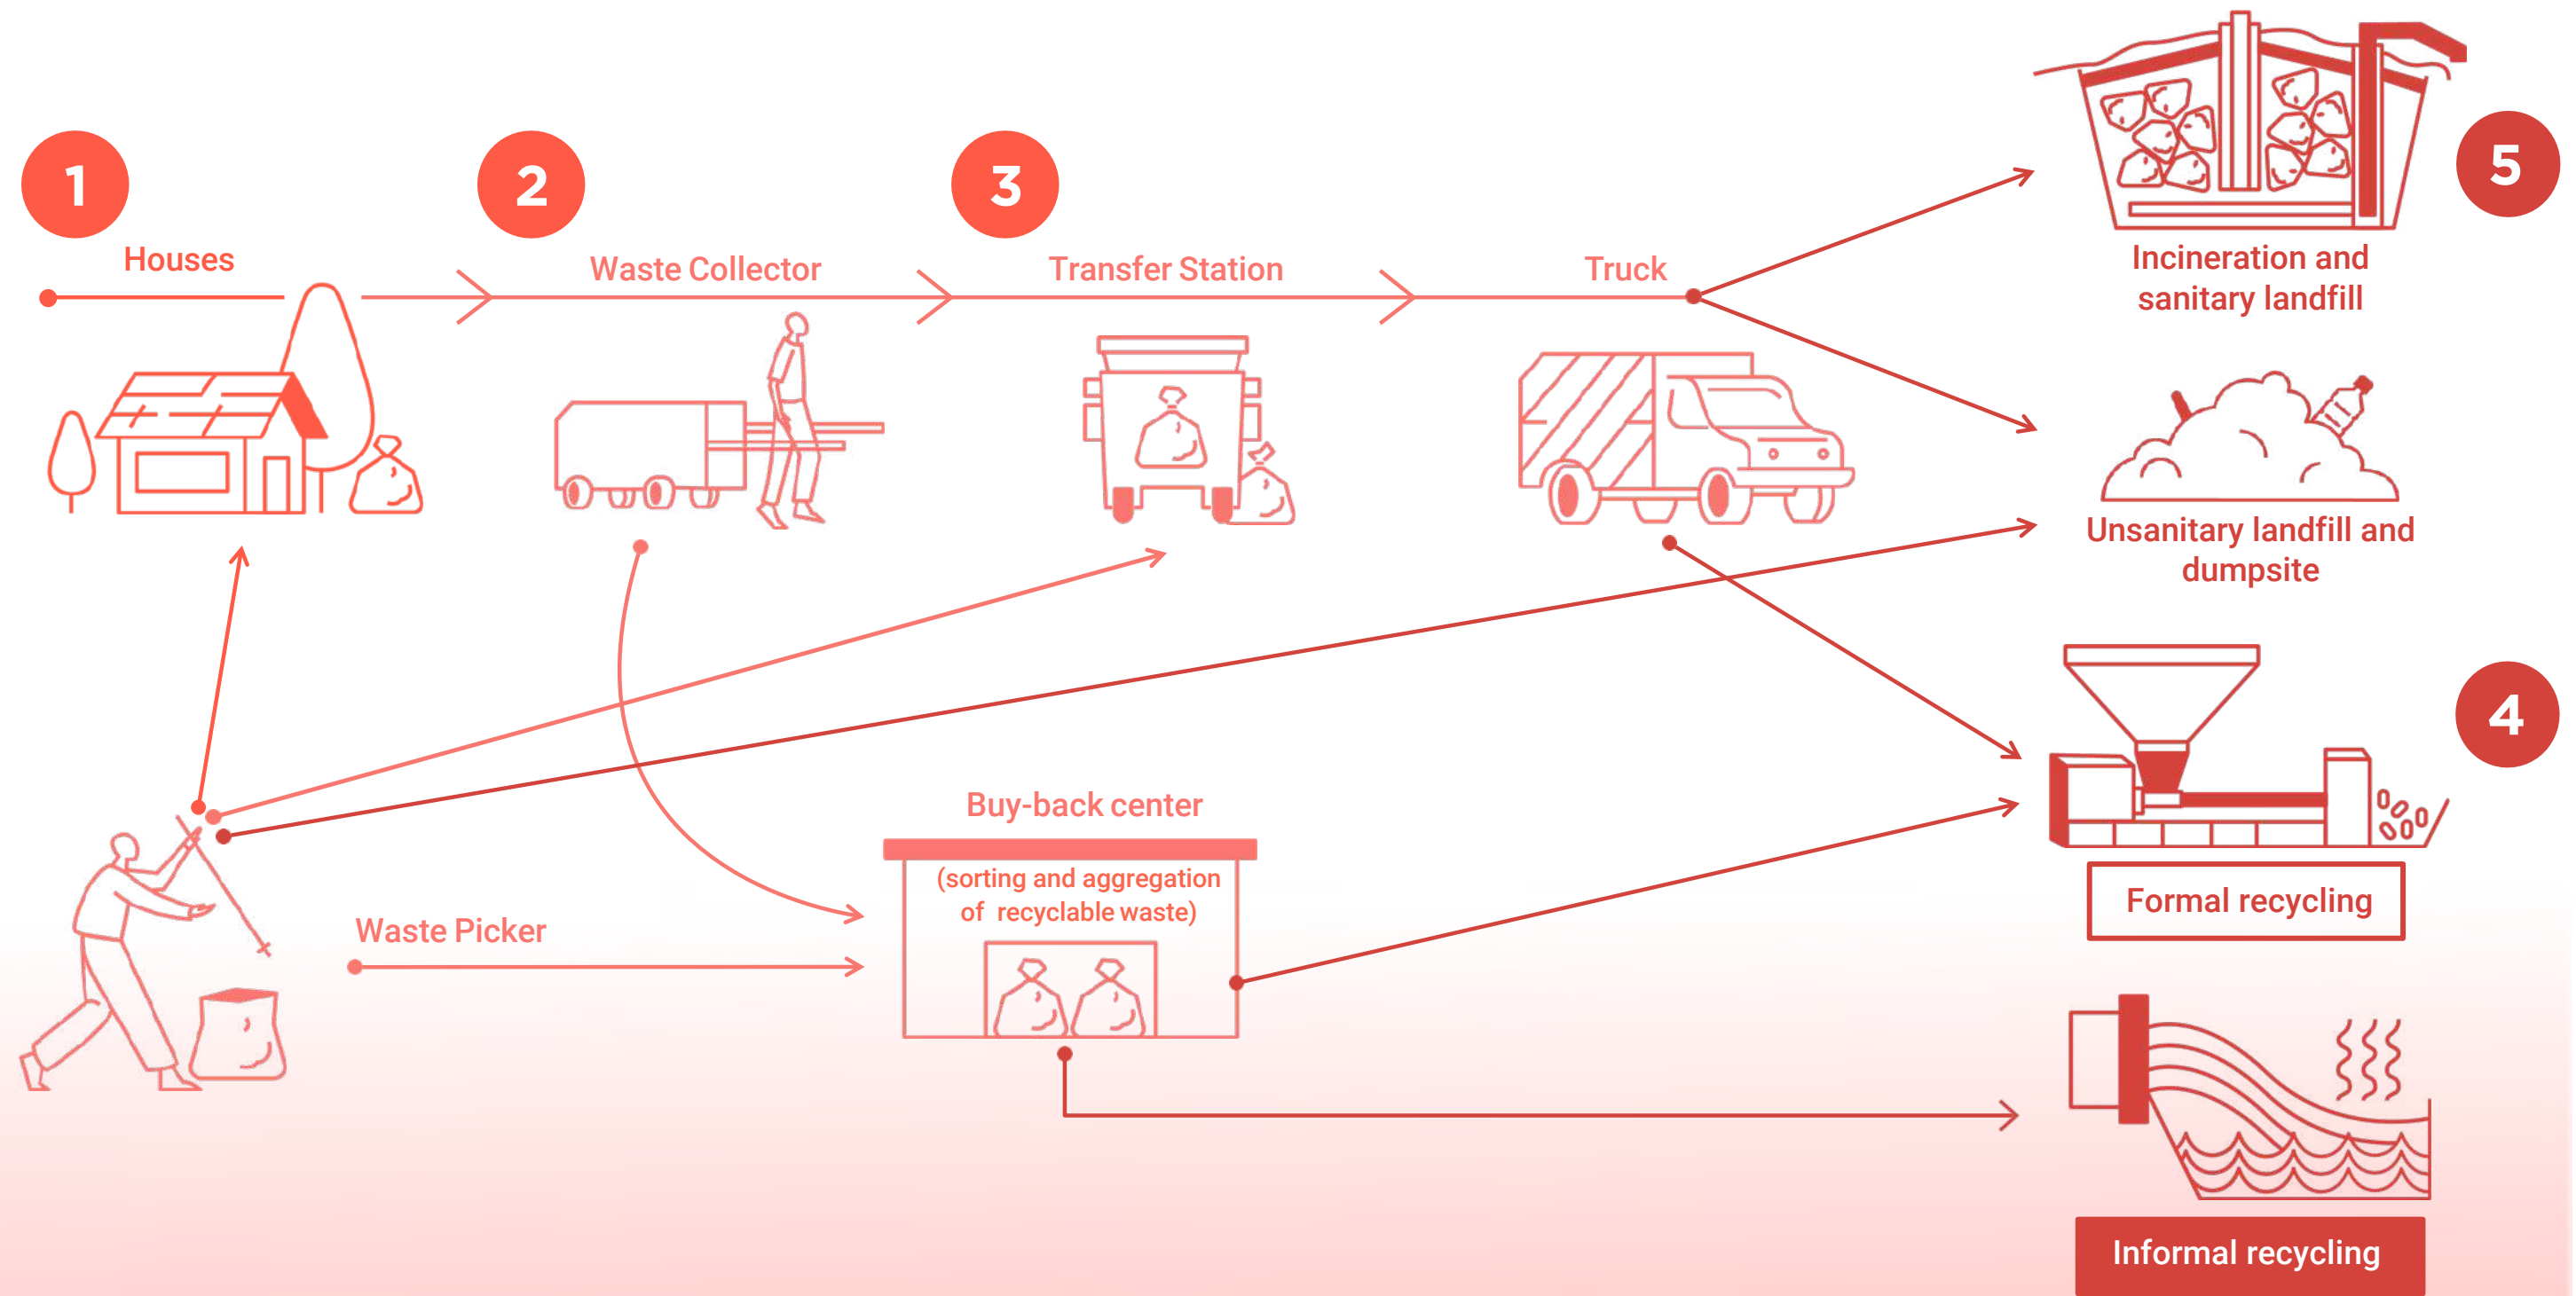 1
Houses
2
Waste Collector
3
Transfer Station
Truck
5
Incineration and
sanitary landfill
Unsanitary landfill and
dumpsite
4
Formal recycling
Buy-back center
(sorting and aggregation
of recyclable waste)
Waste Picker
Informal recycling